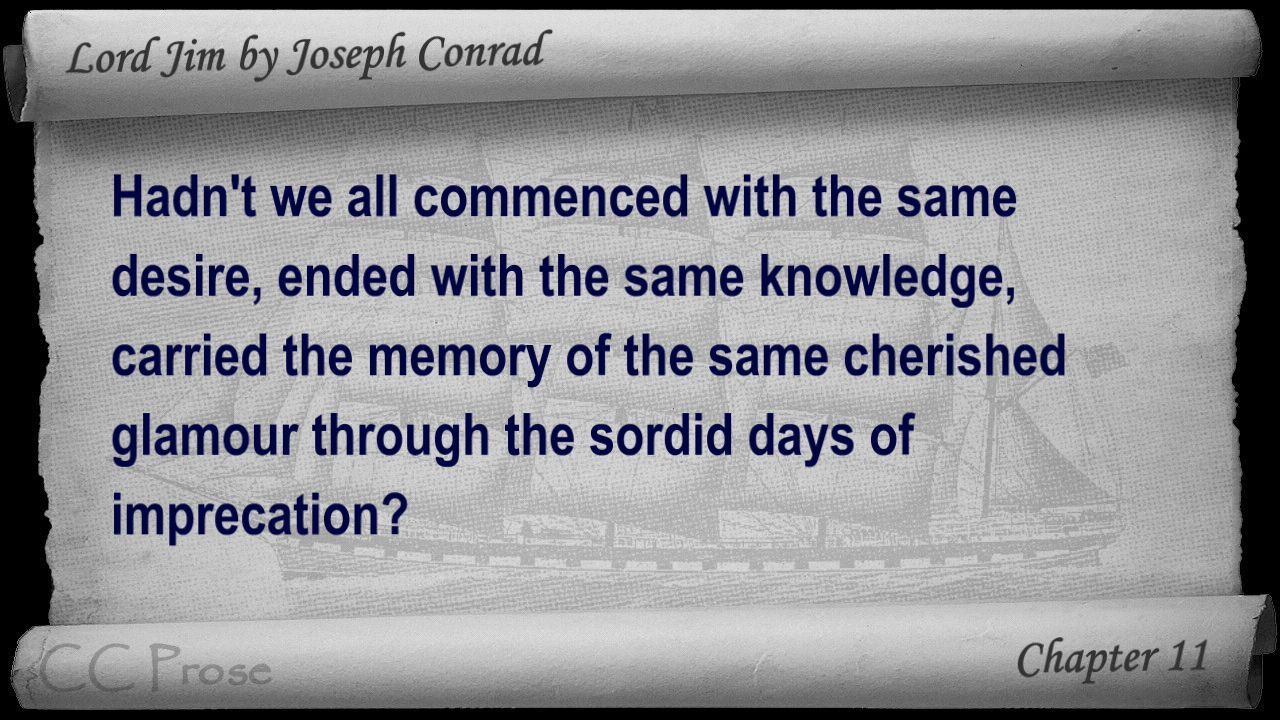 Lord Jim by Joseph Conrad
Hadn't we all commenced with the same
desire, ended with the same knowledge,
carried the memory of the same cherished
glamour through the sordid days of
imprecation?
CC Prose
Chapter 11